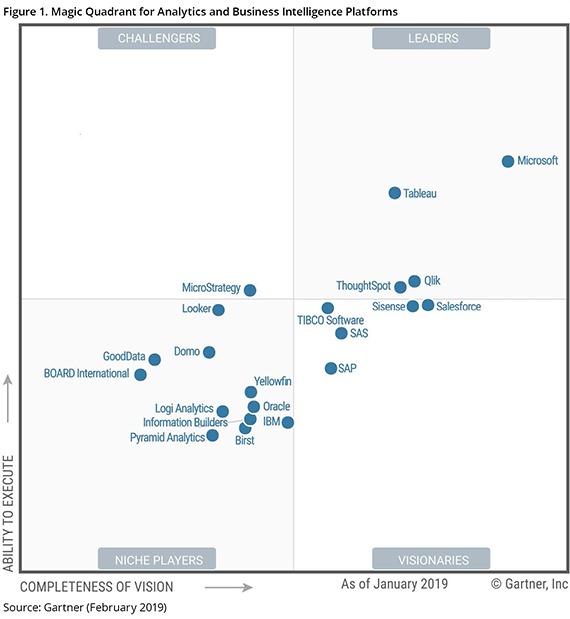 Figure 1. Magic Quadrant for Analytics and Business Intelligence Platforms
CHALLENGERS
LEADERS
Microsoft
Tableau
Qlik
ThoughtSpot
MicroStrategy
Looker
Sisense
Salesforce
TIBCO Software
SAS
Domo
GoodData
BOARD International
SAP
Yellowfin
Oracle
Logi Analytics
Information Builders
IBM
Pyramid Analytics
Birst
ABILITY TO EXECUTE
NICHE PLAYERS
VISIONARIES
COMPLETENESS OF VISION
As of January 2019
© Gartner, Inc
Source: Gartner (February 2019)